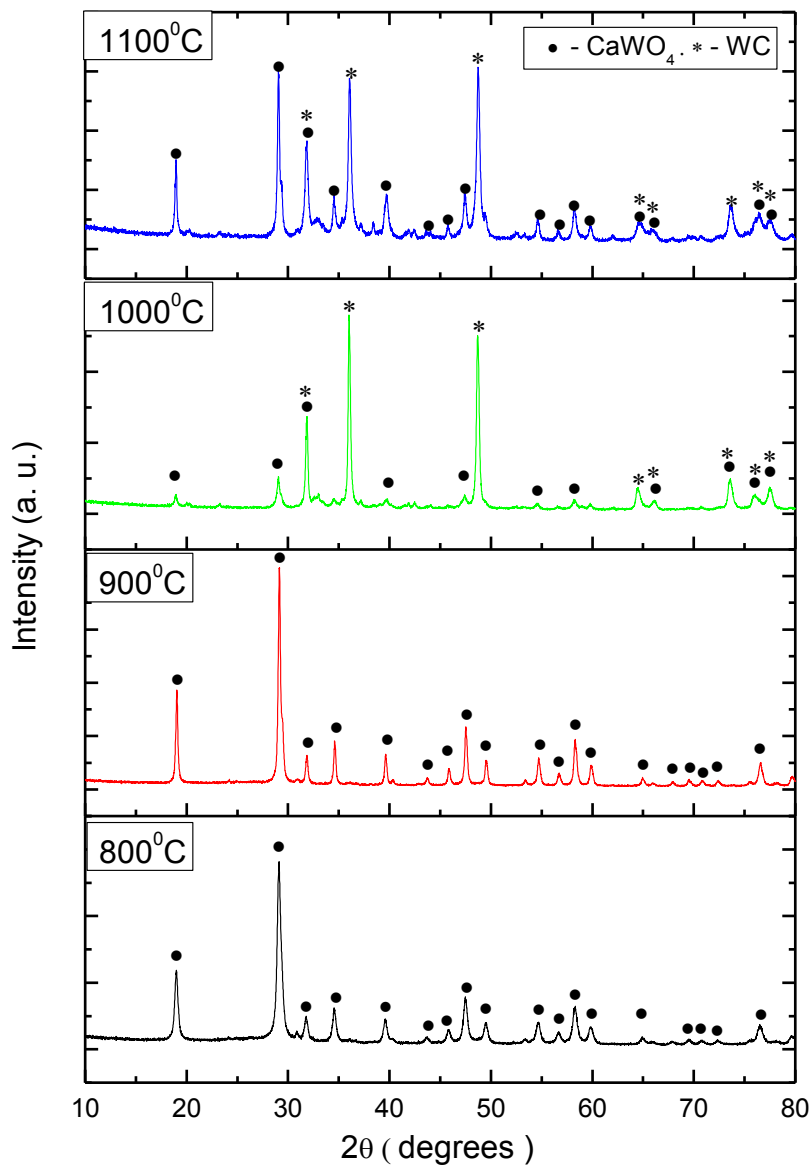 1100⁰C
● - CaWO₄. * - WC
1000⁰C
900⁰C
800⁰C
Intensity (a. u.)
10 20 30 40 50 60 70 80
2θ ( degrees )